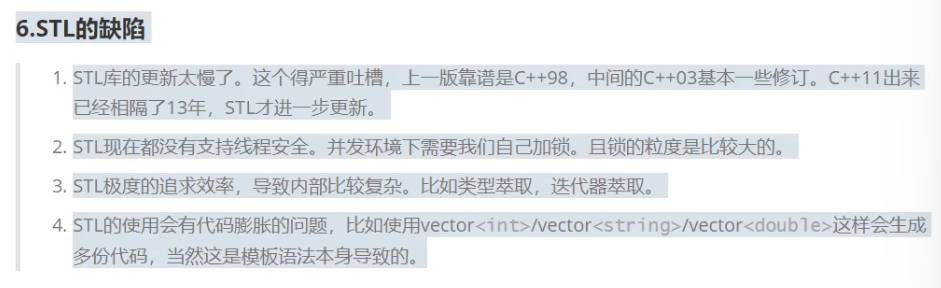 6.STL的缺陷
1. STL库的更新太慢了。这个得严重吐槽，上一版靠谱是C++98，中间的C++03基本一些修订。C++11出来
已经相隔了13年，STL才进一步更新。
2. STL现在都没有支持线程安全。并发环境下需要我们自己加锁。且锁的粒度是比较大的。
3. STL极度的追求效率，导致内部比较复杂。比如类型萃取，迭代器萃取。
4. STL的使用会有代码膨胀的问题，比如使用vector<int>/vector<string>/vector<double>这样会生成
多份代码，当然这是模板语法本身导致的。